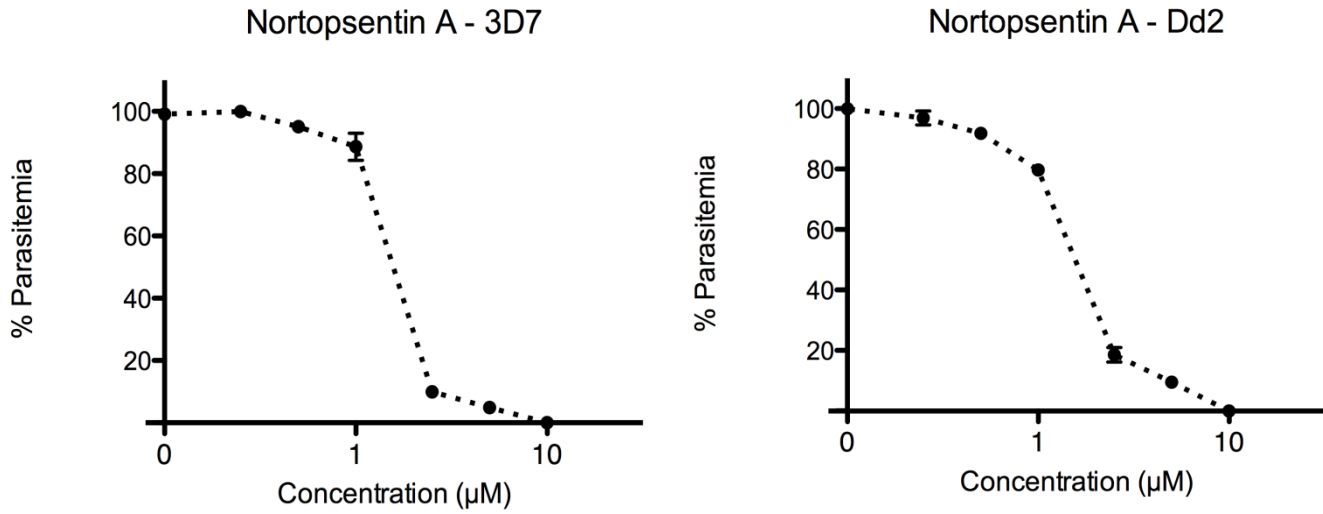 Nortopsentin A - 3D7
% Parasitemia
100
80
60
40
20
0
1
10
Concentration (µM)
Nortopsentin A - Dd2
% Parasitemia
100
80
60
40
20
0
1
10
Concentration (µM)